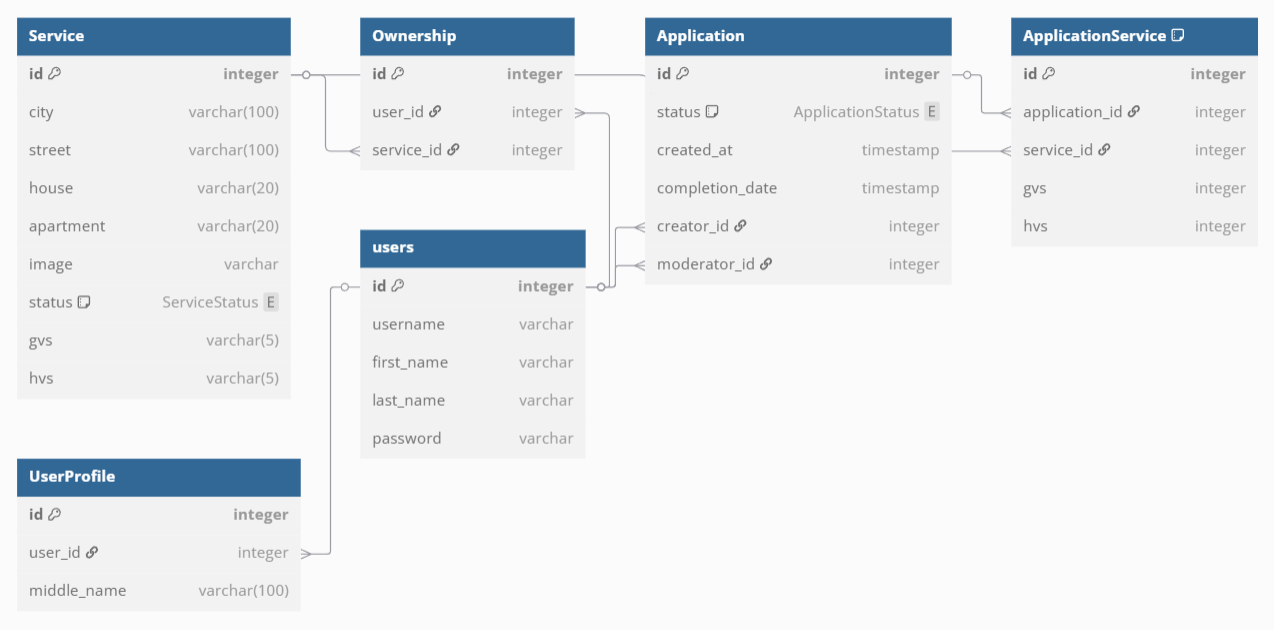 Service
id integer
city varchar(100)
street varchar(100)
house varchar(20)
apartment varchar(20)
image varchar
status ServiceStatus E
gvs varchar(5)
hvs varchar(5)
Ownership
id integer
user_id integer
service_id integer
Application
id integer
status ApplicationStatus E
created_at timestamp
completion_date timestamp
creator_id integer
moderator_id integer
ApplicationService
id integer
application_id integer
service_id integer
gvs integer
hvs integer
users
id integer
username varchar
first_name varchar
last_name varchar
password varchar
UserProfile
id integer
user_id integer
middle_name varchar(100)